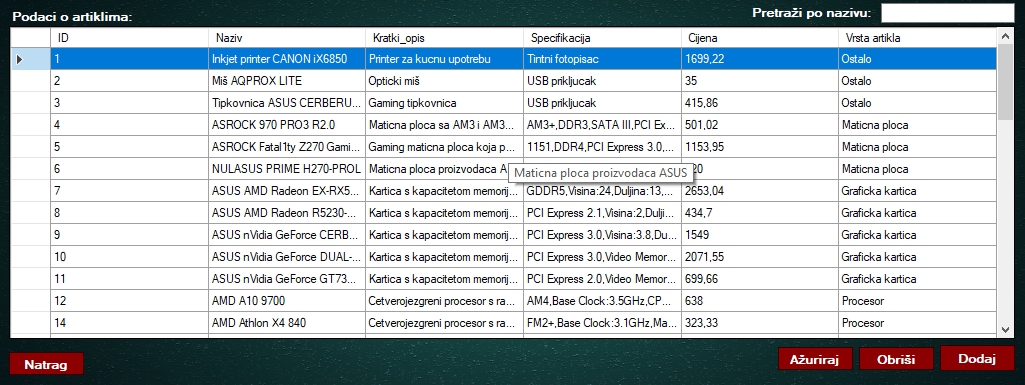 Podaci o artiklima: Pretraži po nazivu:
ID Naziv Kratki_opis Specifikacija Cijena Vrsta artikla
1 Inkjet printer CANON iX6850 Printer za kucnu upotrebu Tintni fotopisac 1699,22 Ostalo
2 Miš AQPROX LITE Opticki miš USB prikljucak 35 Ostalo
3 Tipkovnica ASUS CERBERU... Gaming tipkovnica USB prikljucak 415,86 Ostalo
4 ASROCK 970 PRO3 R2.0 Maticna ploca sa AM3 i AM3... AM3+,DDR3,SATA III,PCI Ex... 501,02 Maticna ploca
5 ASROCK Fatal1ty Z270 Gami... Gaming maticna ploca koja p... 1151,DDR4,PCI Express 3.0,... 1153,95 Maticna ploca
6 NULASUS PRIME H270-PROL Maticna ploca proizvodaca A 20 Maticna ploca
Maticna ploca proizvodaca ASUS
7 ASUS AMD Radeon EX-RX5... Kartica s kapacitetom memorij... GDDR5,Visina:24,Duljina:13,... 2653,04 Graficka kartica
8 ASUS AMD Radeon R5230-... Kartica s kapacitetom memorij... PCI Express 2.1,Visina:2,Dulji... 434,7 Graficka kartica
9 ASUS nVidia GeForce CERB... Kartica s kapacitetom memorij... PCI Express 3.0,Visina:3.8,Du... 1549 Graficka kartica
10 ASUS nVidia GeForce DUAL-... Kartica s kapacitetom memorij... PCI Express 3.0,Video Memor... 2071,55 Graficka kartica
11 ASUS nVidia GeForce GT73... Kartica s kapacitetom memorij... PCI Express 2.0,Video Memor... 699,66 Graficka kartica
12 AMD A10 9700 Cetverojezgreni procesor s ra... AM4,Base Clock:3.5GHz,CP... 638 Procesor
14 AMD Athlon X4 840 Cetverojezgreni procesor s ra... FM2+,Base Clock:3.1GHz,Ma... 323,33 Procesor
Natrag Ažuriraj Obriši Dodaj